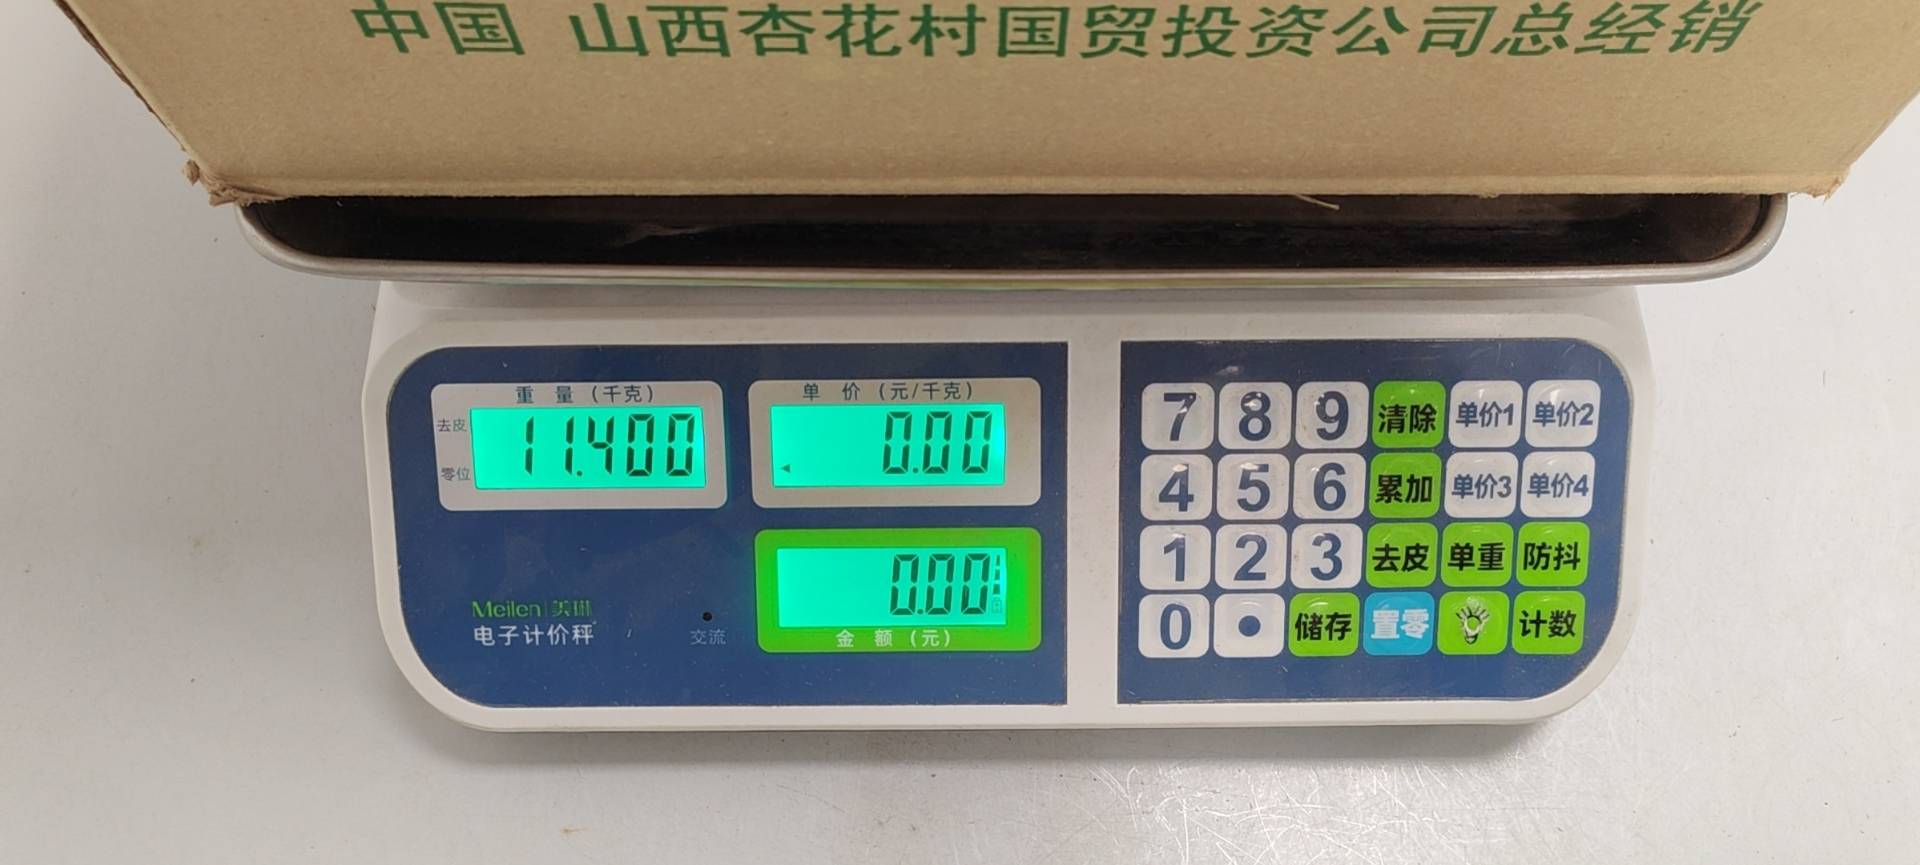 中国 山西杏花村国贸投资公司总经销
重 量 (千克)
去皮
零位
11.400
单 价 (元/千克)
0.00
0.00
金 额 (元)
Meilen 美琳
电子计价秤
交流
7 8 9 清除 单价1 单价2
4 5 6 累加 单价3 单价4
1 2 3 去皮 单重 防抖
0 • 储存 置零 计数